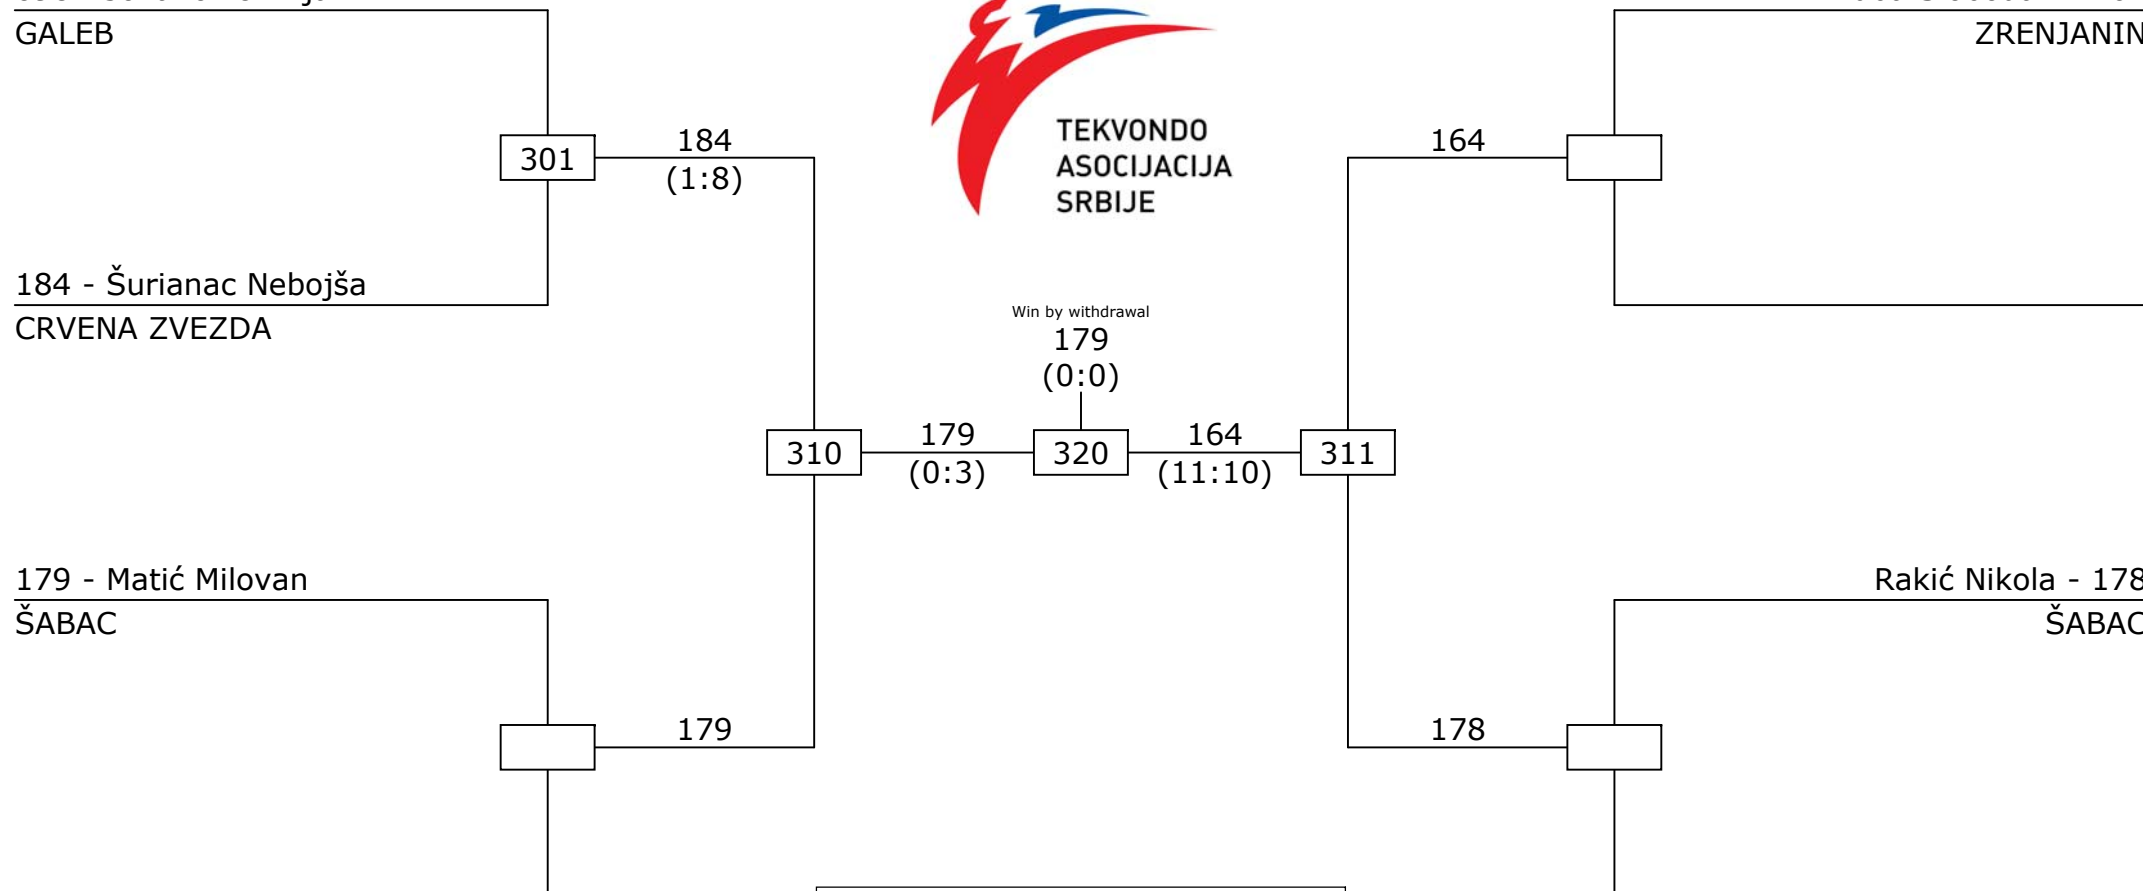 GALEB
ZRENJANIN
TEKVONDO
ASOCIJACIJA
SRBIJE
301
184
(1:8)
164
184 - Šurianac Nebojša
CRVENA ZVEZDA
Win by withdrawal
179
(0:0)
310
179
(0:3)
320
164
(11:10)
311
179 - Matić Milovan
ŠABAC
Rakić Nikola - 178
ŠABAC
179
178